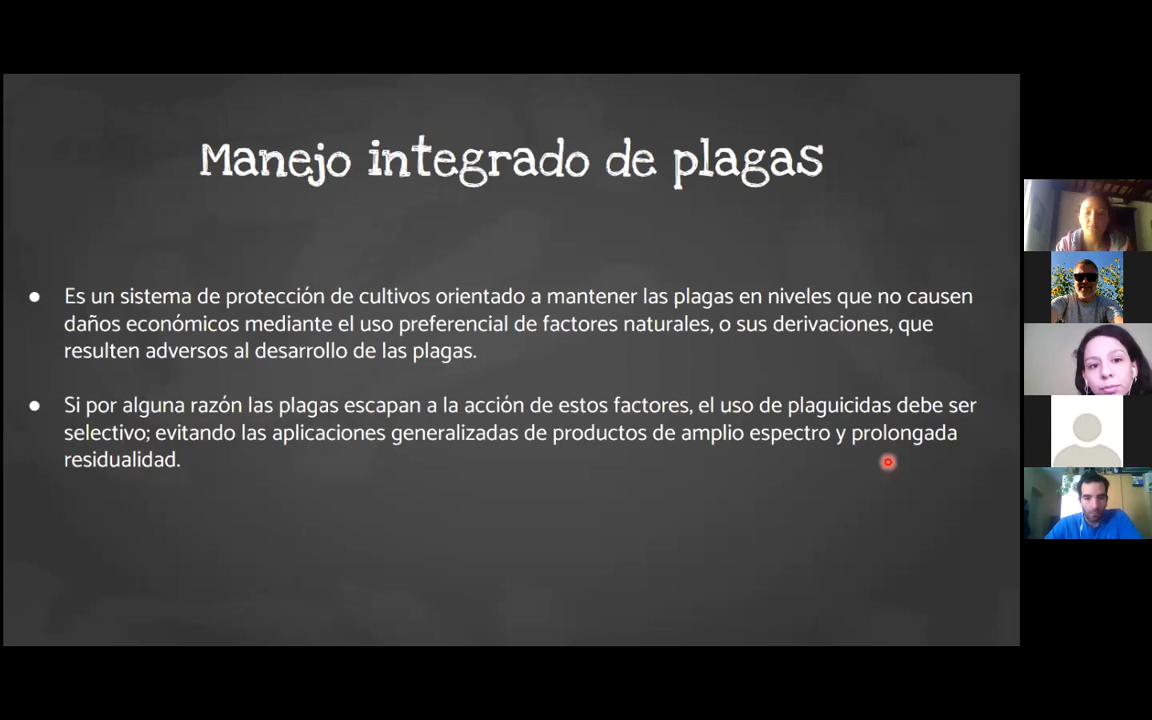 Manejo integrado de plagas
● Es un sistema de protección de cultivos orientado a mantener las plagas en niveles que no causen
daños económicos mediante el uso preferencial de factores naturales, o sus derivaciones, que
resulten adversos al desarrollo de las plagas.
● Si por alguna razón las plagas escapan a la acción de estos factores, el uso de plaguicidas debe ser
selectivo; evitando las aplicaciones generalizadas de productos de amplio espectro y prolongada
residualidad.